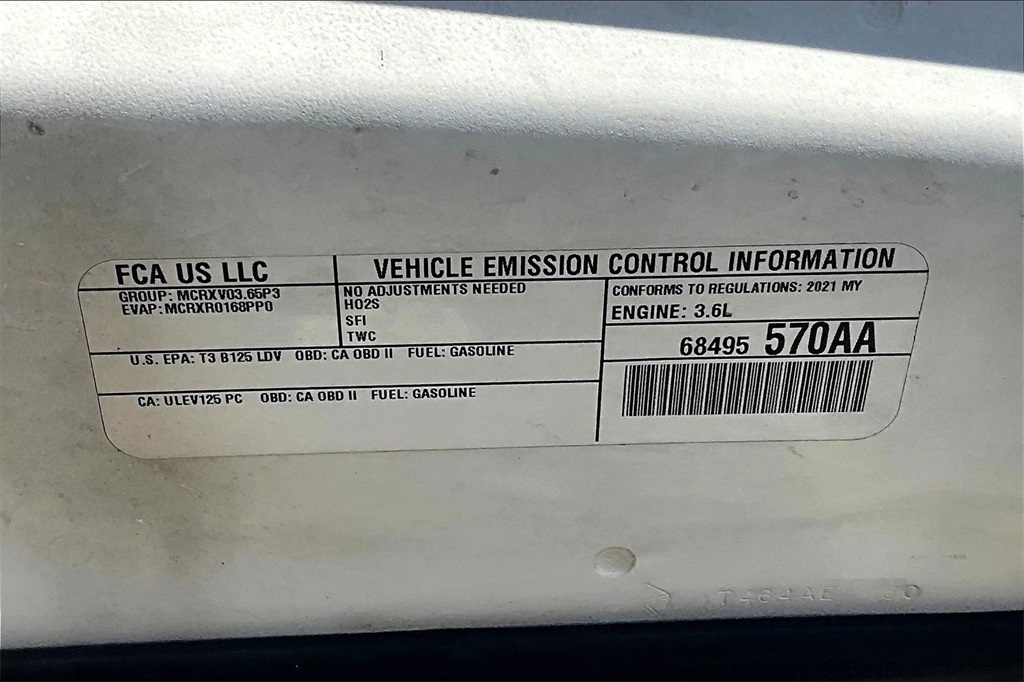 FCA US LLC
VEHICLE EMISSION CONTROL INFORMATION
GROUP: MCRXV03.65P3
EVAP: MCRXR0168PP0
NO ADJUSTMENTS NEEDED
HO2S
SFI
TWC
CONFORMS TO REGULATIONS: 2021 MY
ENGINE: 3.6L
68495 570AA
U.S. EPA: T3 B125 LDV OBD: CA OBD II FUEL: GASOLINE
CA: ULEV125 PC OBD: CA OBD II FUEL: GASOLINE